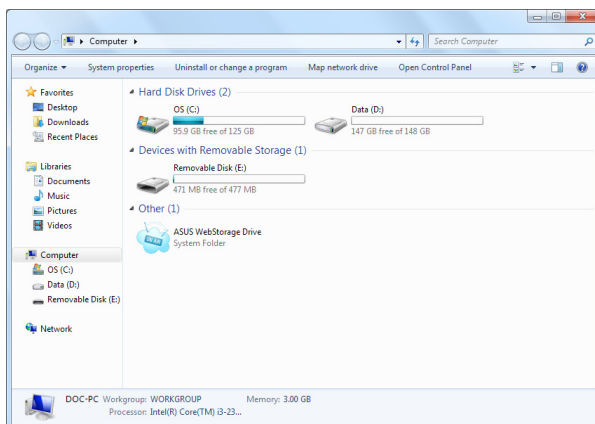 Computer
Search Computer
Organize
System properties
Uninstall or change a program
Map network drive
Open Control Panel
Favorites
Desktop
Downloads
Recent Places
Libraries
Documents
Music
Pictures
Videos
Computer
OS (C:)
Data (D:)
Removable Disk (E:)
Network
Hard Disk Drives (2)
OS (C:)
95.9 GB free of 125 GB
Data (D:)
147 GB free of 148 GB
Devices with Removable Storage (1)
Removable Disk (E:)
471 MB free of 477 MB
Other (1)
ASUS WebStorage Drive
System Folder
DOC-PC Workgroup: WORKGROUP Memory: 3.00 GB
Processor: Intel(R) Core(TM) i3-23...